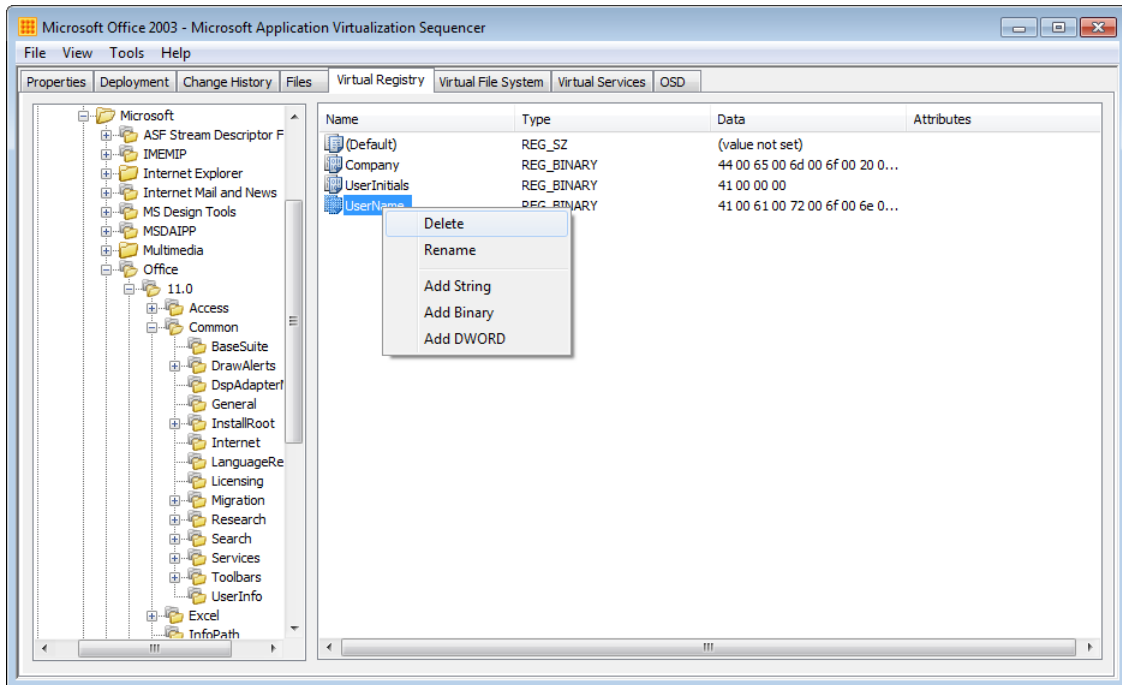 Microsoft Office 2003 - Microsoft Application Virtualization Sequencer
File View Tools Help
Properties Deployment Change History Files Virtual Registry Virtual File System Virtual Services OSD
Microsoft
ASF Stream Descriptor F
IMEMIP
Internet Explorer
Internet Mail and News
MS Design Tools
MSDAIPP
Multimedia
Office
11.0
Access
Common
BaseSuite
DrawAlerts
DspAdapter
General
InstallRoot
Internet
LanguageRe
Licensing
Migration
Research
Search
Services
Toolbars
UserInfo
Excel
InfoPath
Name Type Data Attributes
(Default) REG_SZ (value not set)
Company REG_BINARY 44 00 65 00 6d 00 6f 00 20 0...
UserInitials REG_BINARY 41 00 00 00
UserName REG_BINARY 41 00 61 00 72 00 6f 00 6e 0...
Delete
Rename
Add String
Add Binary
Add DWORD